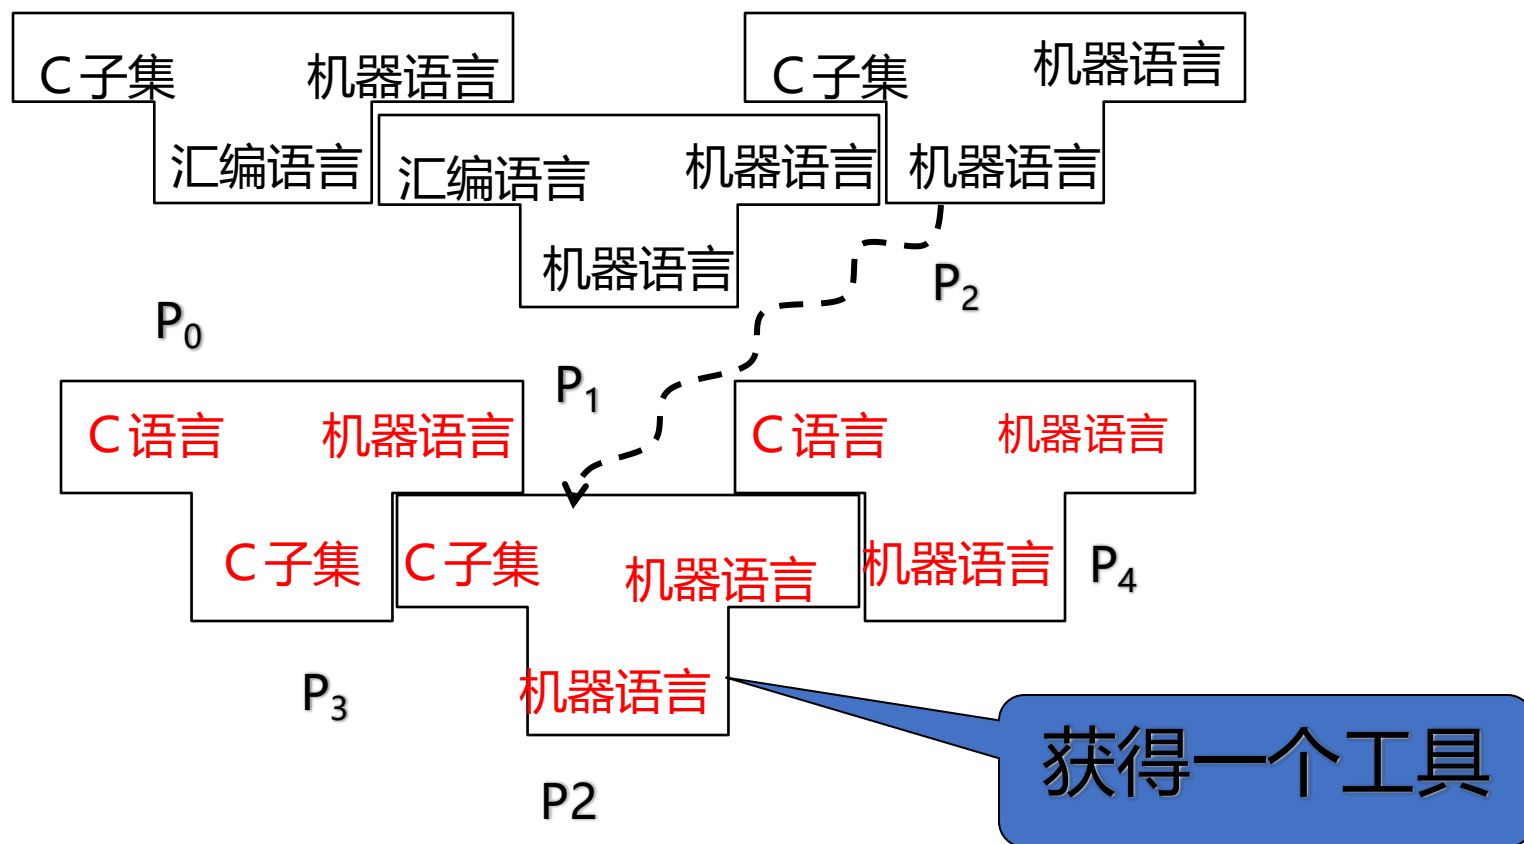 C子集 机器语言
汇编语言
汇编语言 机器语言
机器语言
C子集 机器语言
机器语言
P₀
P₁
P₂
C语言 机器语言
C子集
C子集 机器语言
机器语言
C语言 机器语言
机器语言
P₃
P2
P₄
获得一个工具